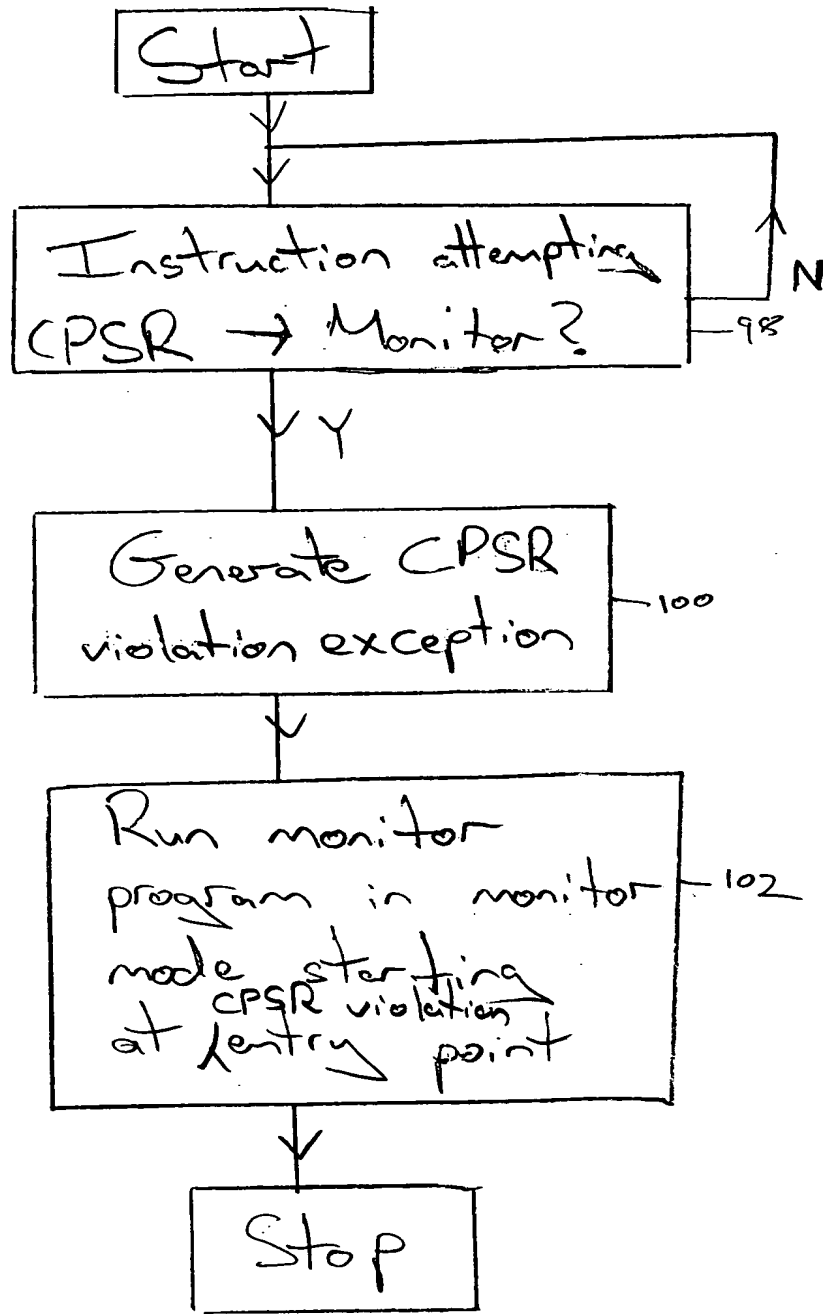 Start
Instruction attempting
CPSR → Monitor?
N
98
Y
Generate CPSR
violation exception
100
Run monitor
program in monitor
mode starting
CPSR violation
at entry point
102
Stop